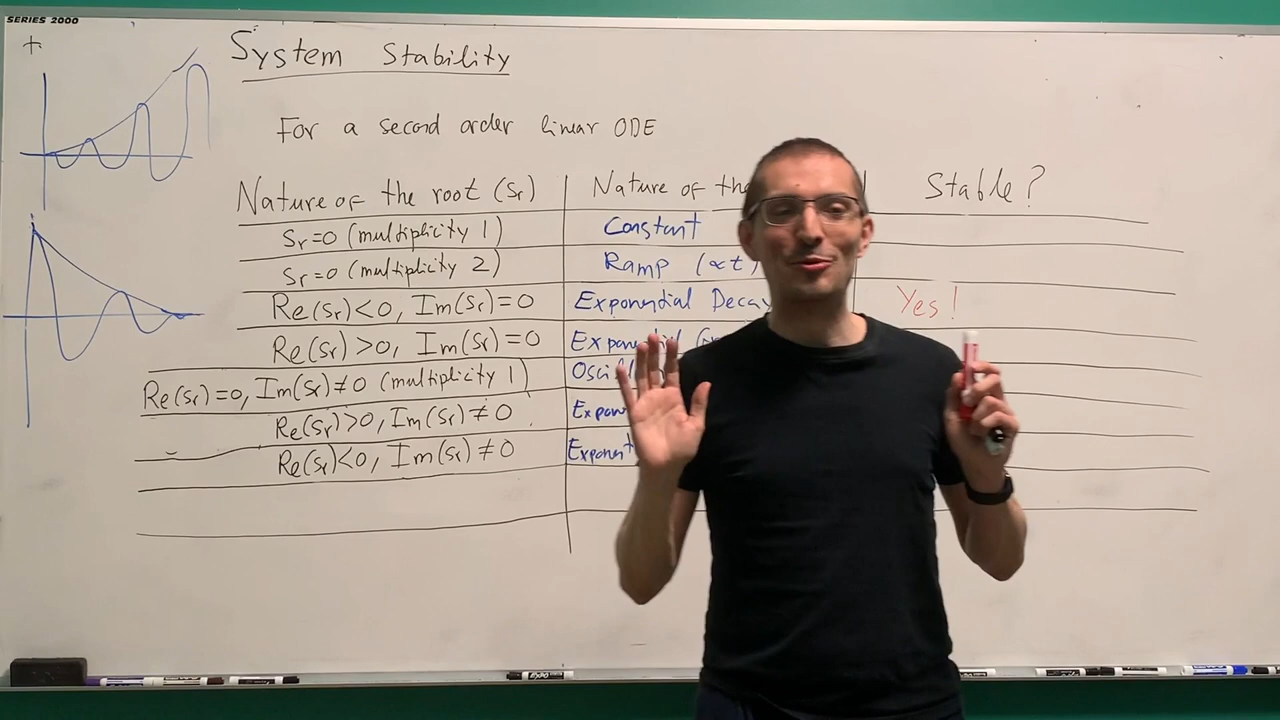 SERIES 2000
+
System Stability
For a second order linear ODE
Nature of the root (Sr) Nature of the Stable?
Sr=0 (multiplicity 1) Constant
Sr=0 (multiplicity 2) Ramp (∝t)
Re(Sr)<0, Im(Sr)=0 Exponential Decay Yes!
Re(Sr)>0, Im(Sr)=0 Exponential
Re(Sr)=0, Im(Sr)≠0 (multiplicity 1)
Re(Sr)>0, Im(Sr)≠0
Re(Sr)<0, Im(Sr)≠0
EXPO